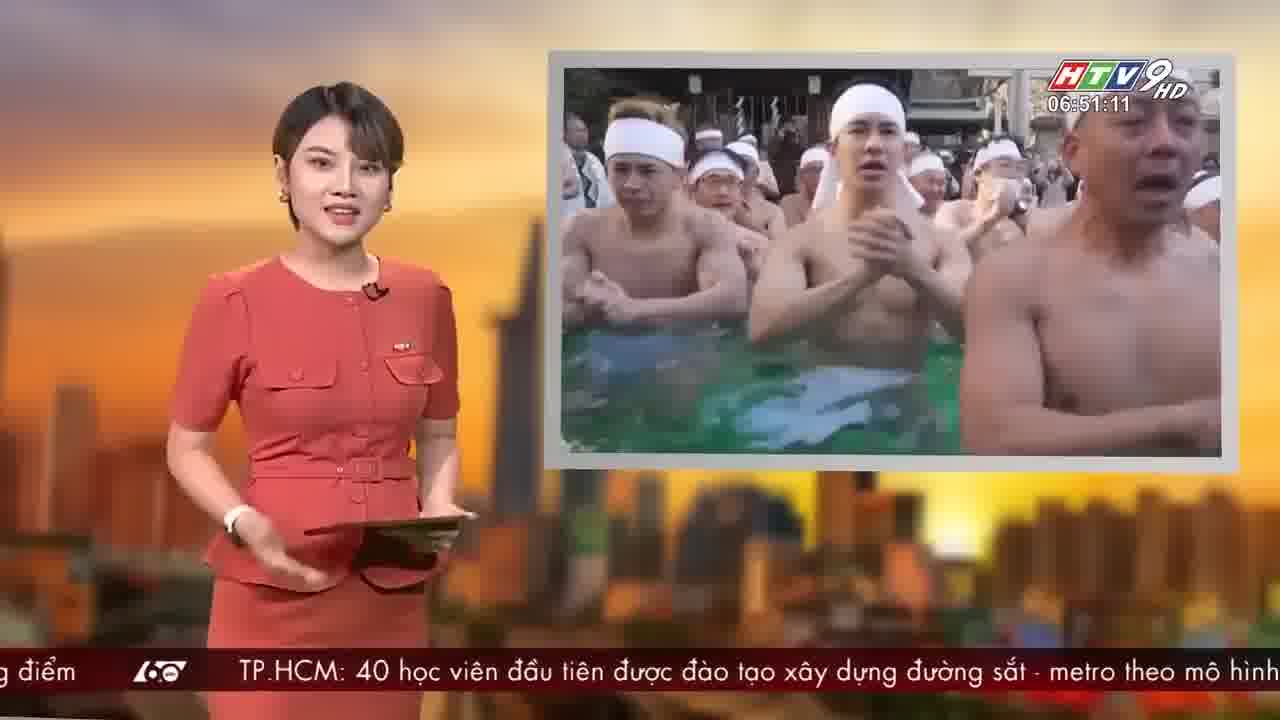 HTV9 HD
06:51:11
g điểm 60 TP.HCM: 40 học viên đầu tiên được đào tạo xây dựng đường sắt - metro theo mô hình